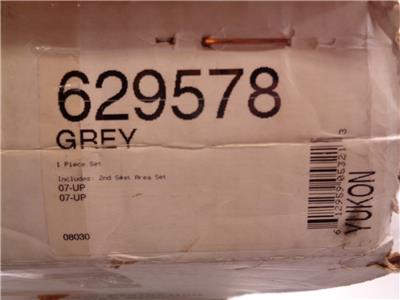 629578
GREY
1 Piece Set
Includes: 2nd Seat Area Set
07-UP
07-UP
08030
YUKON